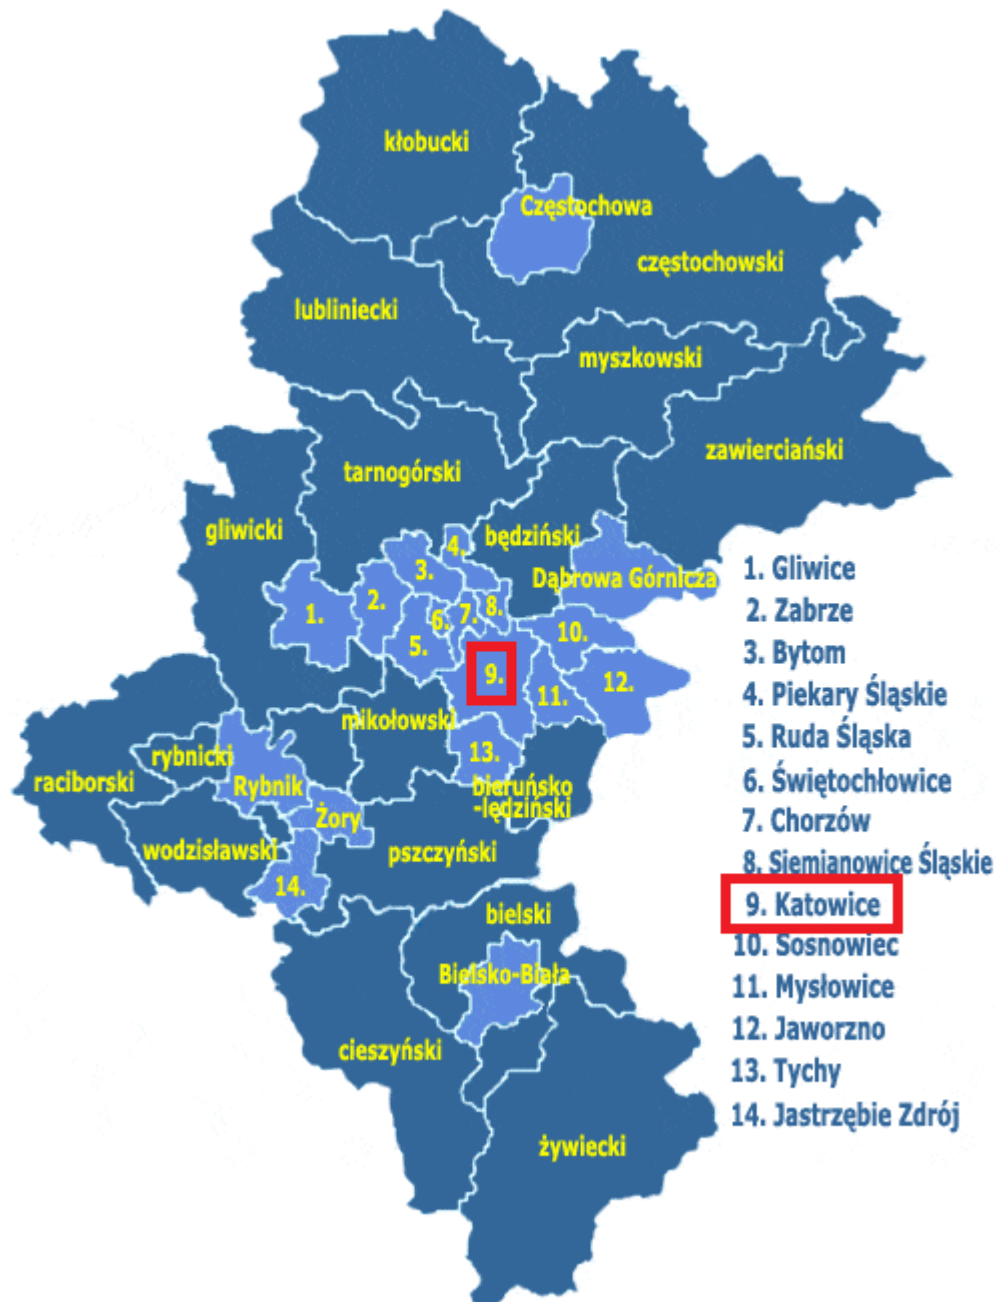 kłobucki
Częstochowa
częstochowski
lubliniecki
myszkowski
zawierciański
tarnogórski
gliwicki
będziński
4.
3.
Dąbrowa Górnicza
2.
8.
1.
6.
7.
10.
5.
9.
12.
11.
mikołowski
13.
rybnicki
raciborski
Rybnik
bieruńsko
-lędziński
Żory
wodzisławski
pszczyński
14.
bielski
Bielsko-Biała
cieszyński
żywiecki
1. Gliwice
2. Zabrze
3. Bytom
4. Piekary Śląskie
5. Ruda Śląska
6. Świętochłowice
7. Chorzów
8. Siemianowice Śląskie
9. Katowice
10. Sosnowiec
11. Mysłowice
12. Jaworzno
13. Tychy
14. Jastrzębie Zdrój